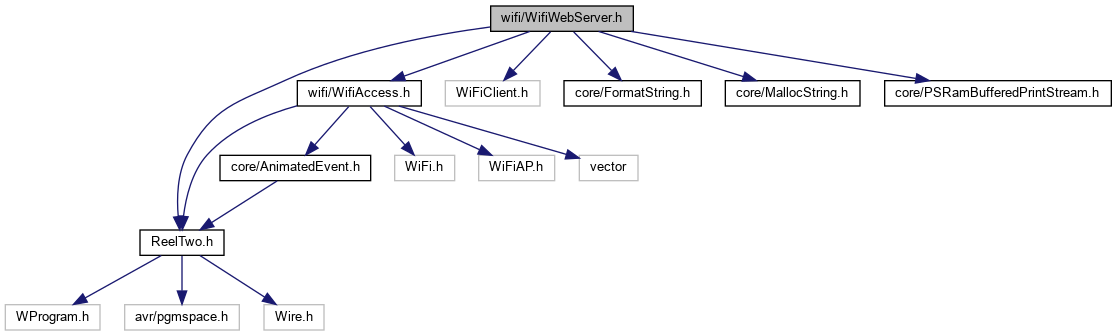 wifi/WifiWebServer.h
wifi/WifiAccess.h
WiFiClient.h
core/FormatString.h
core/MallocString.h
core/PSRamBufferedPrintStream.h
core/AnimatedEvent.h
WiFi.h
WiFiAP.h
vector
ReelTwo.h
WProgram.h
avr/pgmspace.h
Wire.h